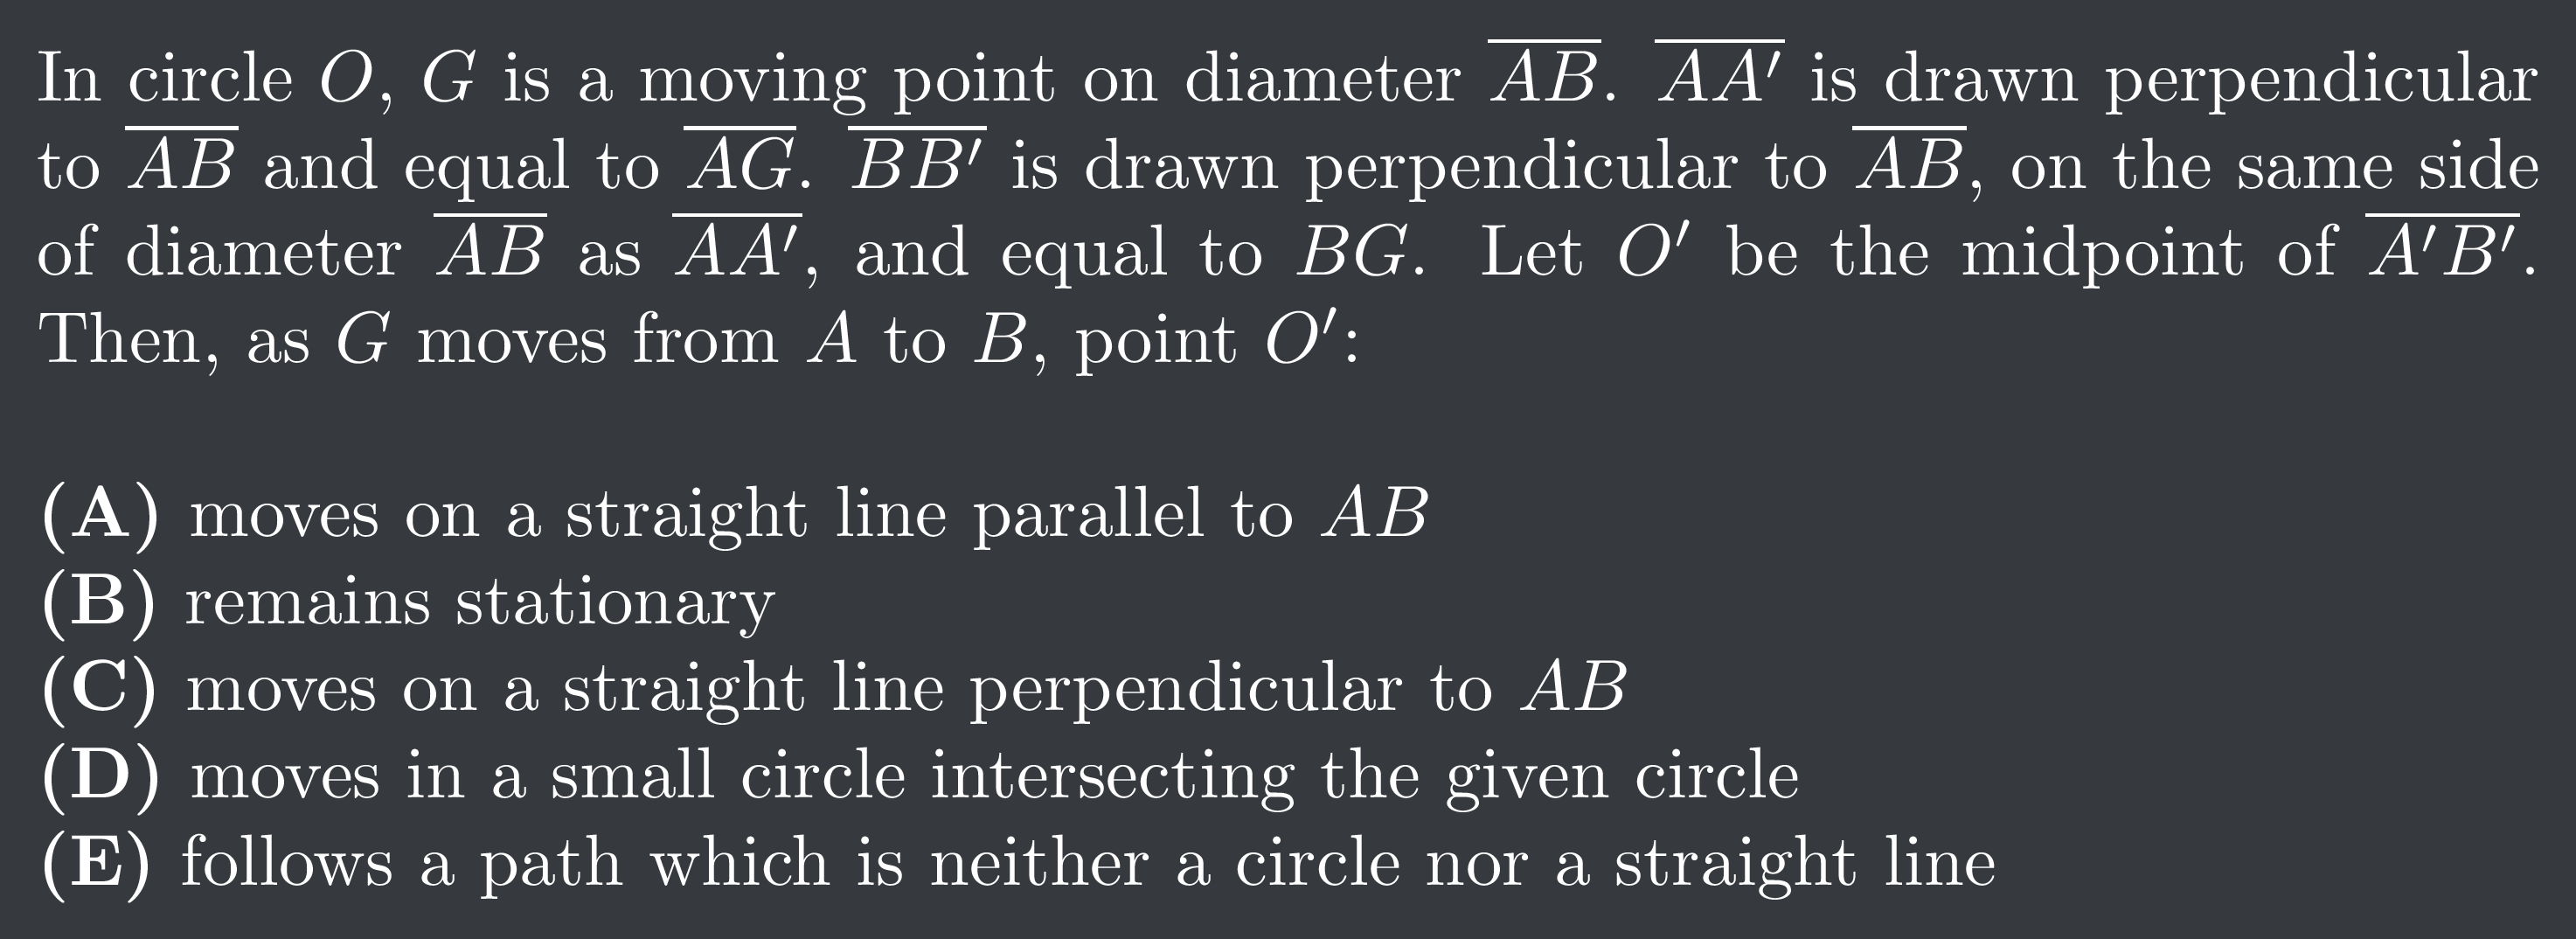 In circle $O$, $G$ is a moving point on diameter $\overline{AB}$. $\overline{AA'}$ is drawn perpendicular
to $\overline{AB}$ and equal to $\overline{AG}$. $\overline{BB'}$ is drawn perpendicular to $\overline{AB}$, on the same side
of diameter $\overline{AB}$ as $\overline{AA'}$, and equal to $BG$. Let $O'$ be the midpoint of $\overline{A'B'}$.
Then, as $G$ moves from $A$ to $B$, point $O'$:
(A) moves on a straight line parallel to $AB$
(B) remains stationary
(C) moves on a straight line perpendicular to $AB$
(D) moves in a small circle intersecting the given circle
(E) follows a path which is neither a circle nor a straight line